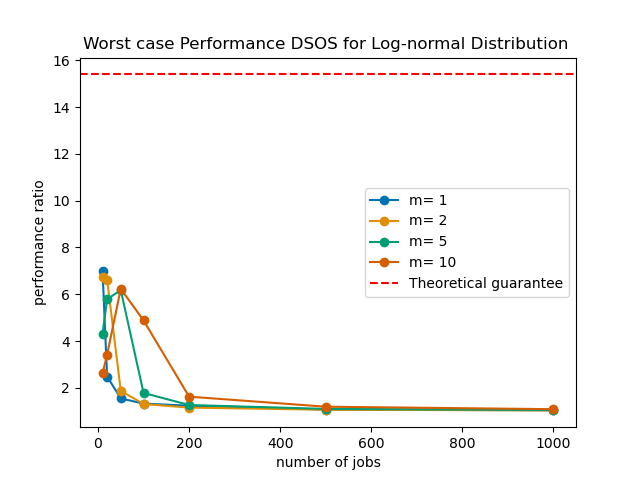 Worst case Performance DSOS for Log-normal Distribution
16
14
12
10
8
6
4
2
performance ratio
m= 1
m= 2
m= 5
m= 10
Theoretical guarantee
0 200 400 600 800 1000
number of jobs